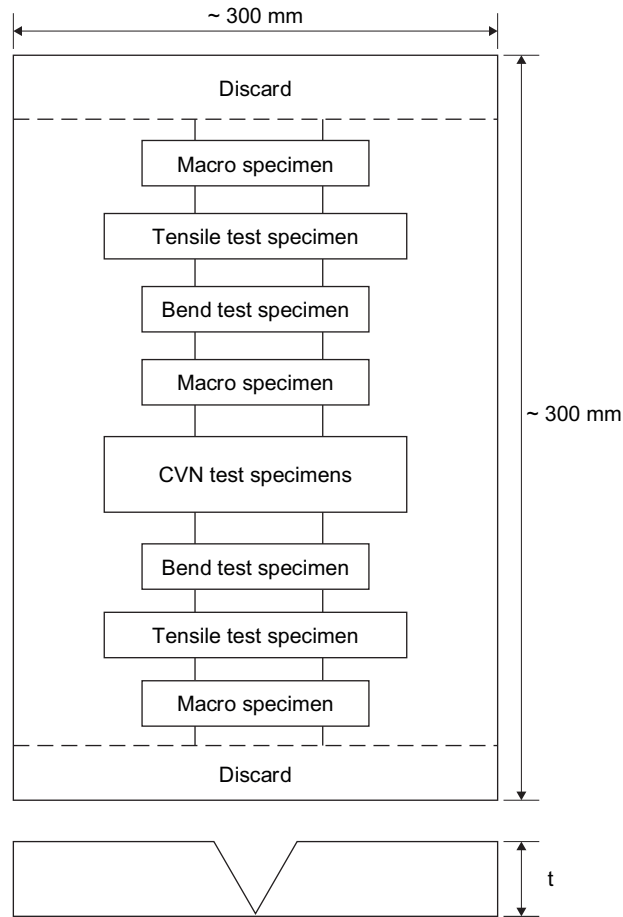 ~ 300 mm
Discard
Macro specimen
Tensile test specimen
Bend test specimen
Macro specimen
~ 300 mm
CVN test specimens
Bend test specimen
Tensile test specimen
Macro specimen
Discard
t